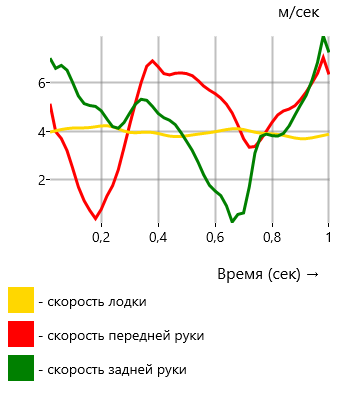 м/сек
6
4
2
0,2 0,4 0,6 0,8 1
Время (сек) →
- скорость лодки
- скорость передней руки
- скорость задней руки